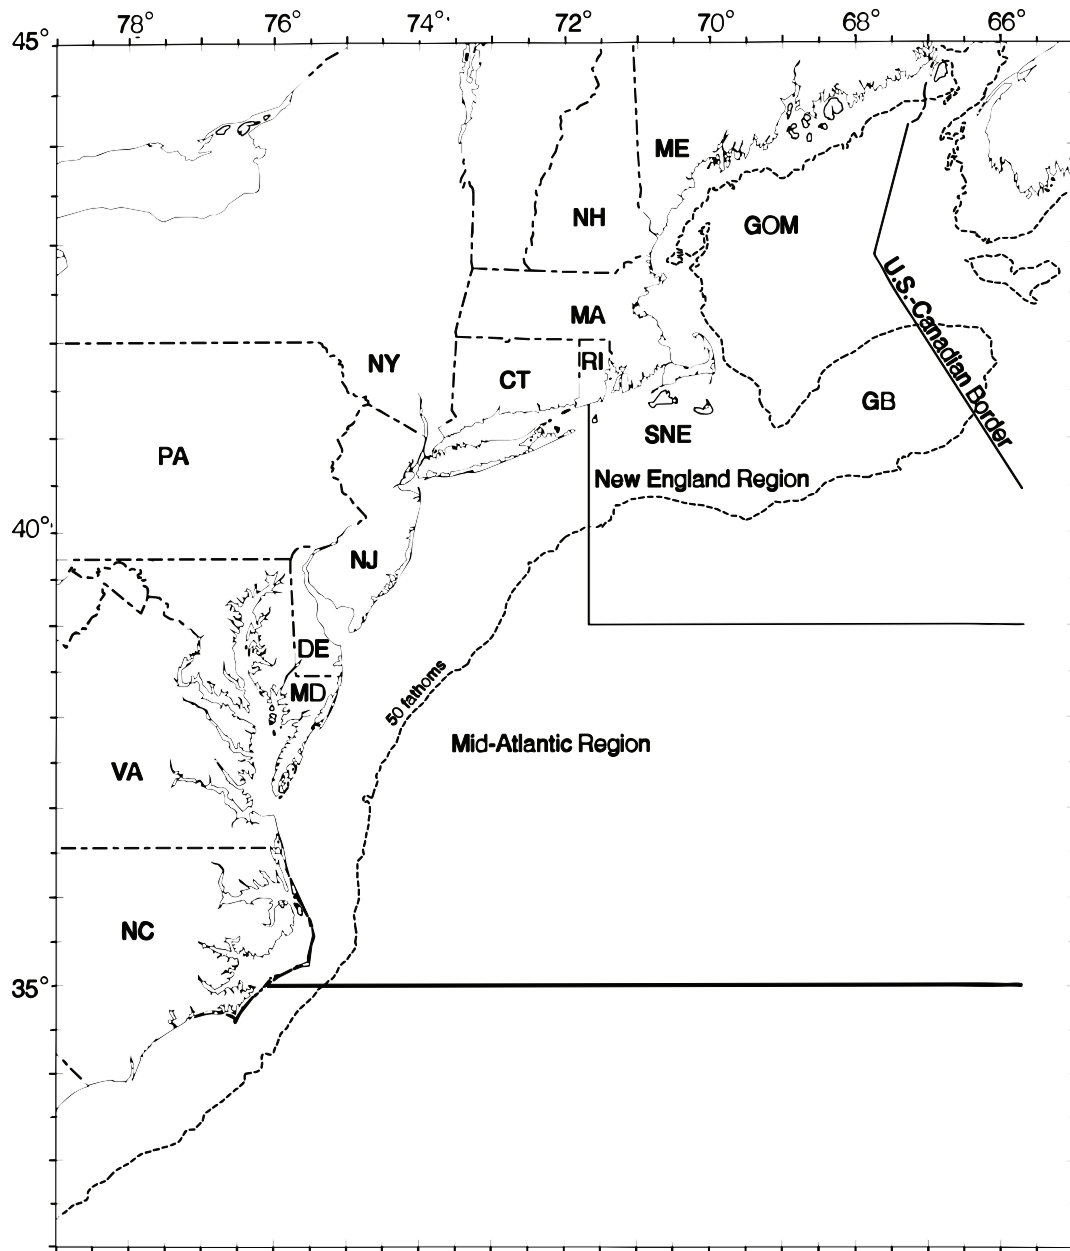 78° 76° 74° 72° 70° 68° 66°
45°
ME
NH
GOM
U.S.-Canadian Border
MA
NY
RI
CT
GB
SNE
PA
New England Region
40°
NJ
DE
50 fathoms
MD
Mid-Atlantic Region
VA
NC
35°